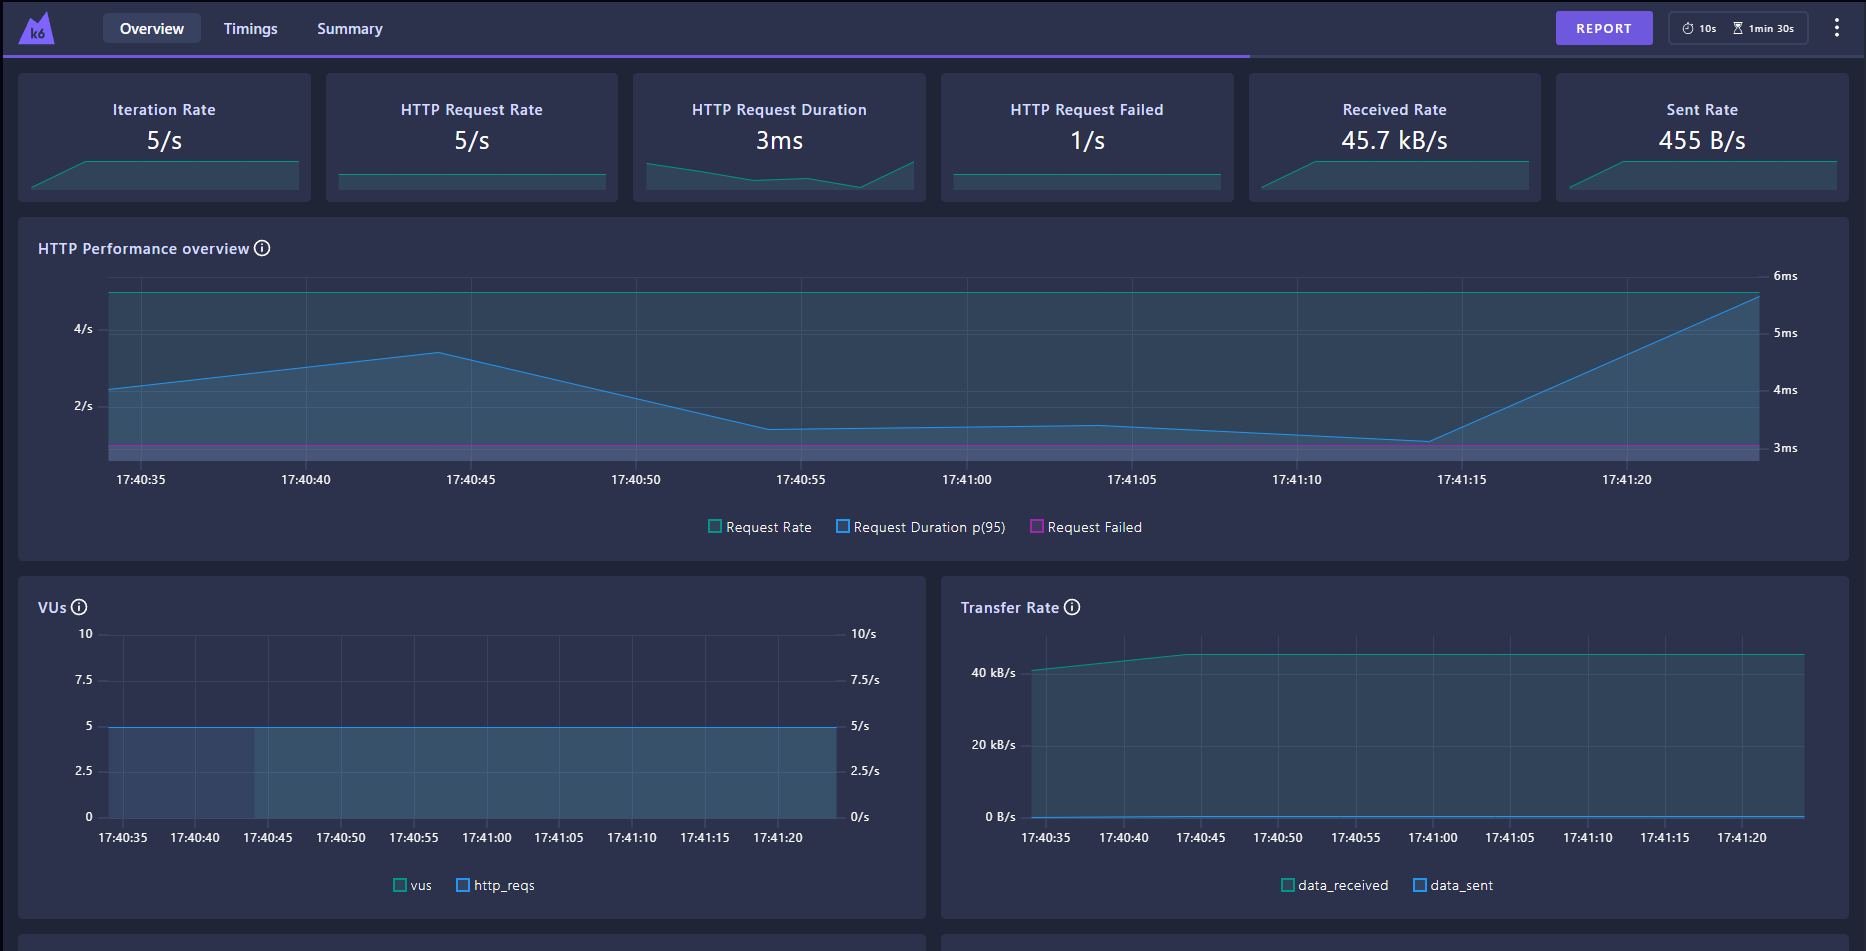 k6 Overview Timings Summary REPORT 10s 1min 30s
Iteration Rate
5/s
HTTP Request Rate
5/s
HTTP Request Duration
3ms
HTTP Request Failed
1/s
Received Rate
45.7 kB/s
Sent Rate
455 B/s
HTTP Performance overview
6ms
4/s
5ms
2/s
4ms
3ms
17:40:35 17:40:40 17:40:45 17:40:50 17:40:55 17:41:00 17:41:05 17:41:10 17:41:15 17:41:20
Request Rate Request Duration p(95) Request Failed
VUs
10 10/s
7.5 7.5/s
5 5/s
2.5 2.5/s
0 0/s
17:40:35 17:40:40 17:40:45 17:40:50 17:40:55 17:41:00 17:41:05 17:41:10 17:41:15 17:41:20
vus http_reqs
Transfer Rate
40 kB/s
20 kB/s
0 B/s
17:40:35 17:40:40 17:40:45 17:40:50 17:40:55 17:41:00 17:41:05 17:41:10 17:41:15 17:41:20
data_received data_sent